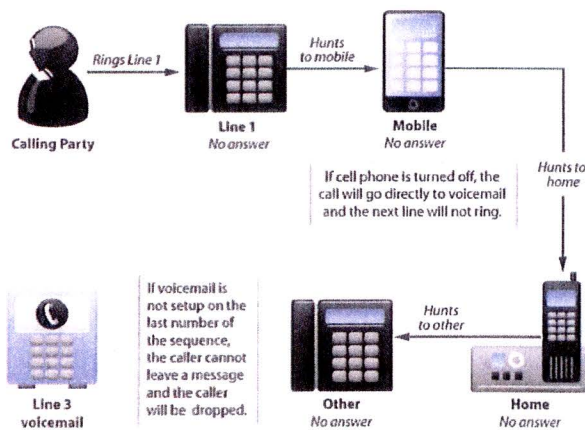 Rings Line 1
Hunts
to mobile
Calling Party
Line 1
No answer
Mobile
No answer
If cell phone is turned off, the
call will go directly to voicemail
and the next line will not ring.
Hunts to
home
If voicemail is
not setup on the
last number of
the sequence,
the caller cannot
leave a message
and the caller
will be dropped.
Hunts
to other
Line 3
voicemail
Other
No answer
Home
No answer